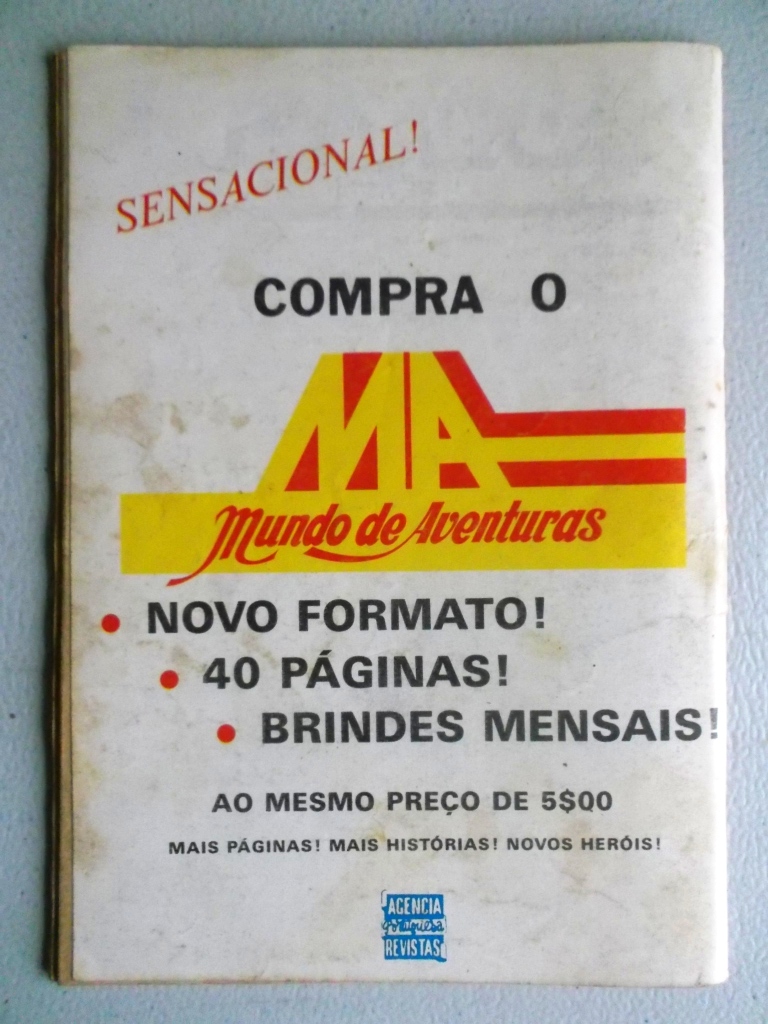 SENSACIONAL!
COMPRA O
MA
Mundo de Aventuras
• NOVO FORMATO!
• 40 PÁGINAS!
• BRINDES MENSAIS!
AO MESMO PREÇO DE 5$00
MAIS PÁGINAS! MAIS HISTÓRIAS! NOVOS HERÓIS!
AGENCIA
portuguesa
REVISTAS